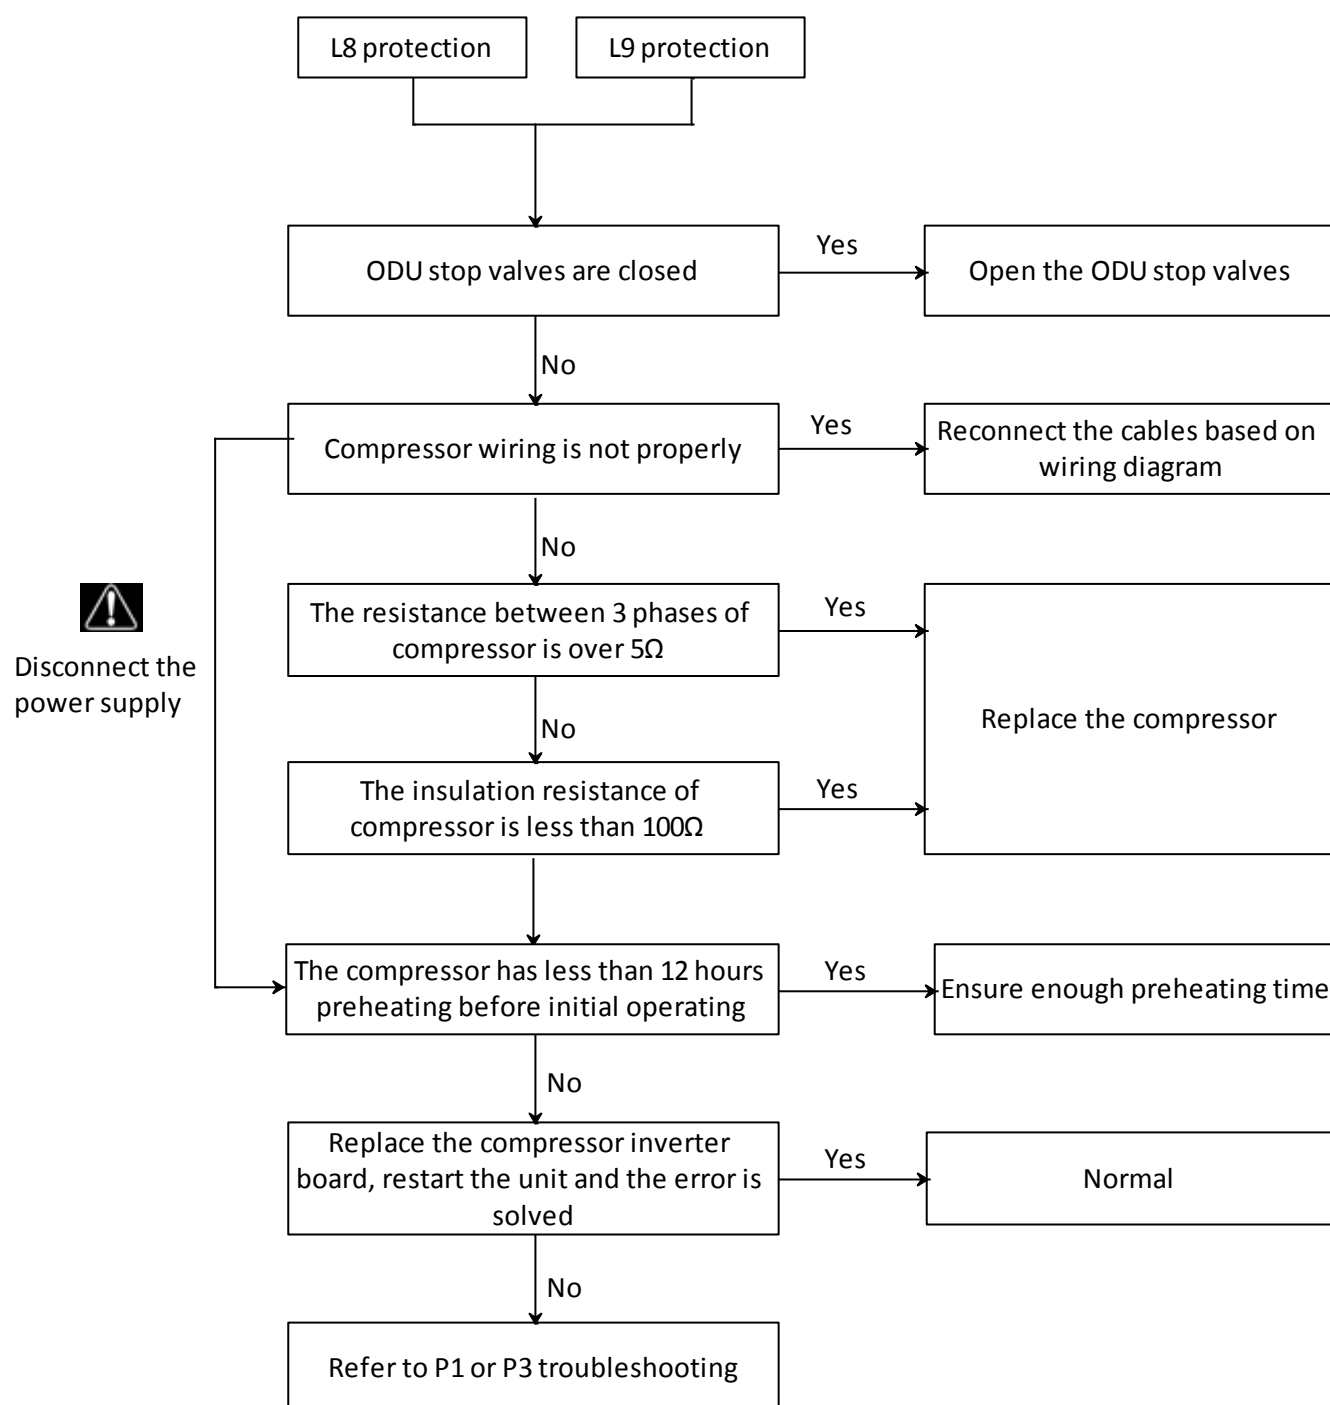 L8 protection
L9 protection
ODU stop valves are closed
Yes
Open the ODU stop valves
No
Compressor wiring is not properly
Yes
Reconnect the cables based on
wiring diagram
No
Disconnect the
power supply
The resistance between 3 phases of
compressor is over 5Ω
Yes
Replace the compressor
No
The insulation resistance of
compressor is less than 100Ω
Yes
The compressor has less than 12 hours
preheating before initial operating
Yes
Ensure enough preheating time
No
Replace the compressor inverter
board, restart the unit and the error is
solved
Yes
Normal
No
Refer to P1 or P3 troubleshooting